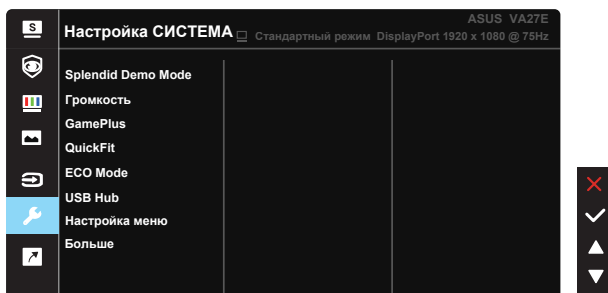 S
ASUS VA27E
Настройка СИСТЕМА
Стандартный режим DisplayPort 1920 x 1080 @ 75Hz
Splendid Demo Mode
Громкость
GamePlus
QuickFit
ECO Mode
USB Hub
Настройка меню
Больше